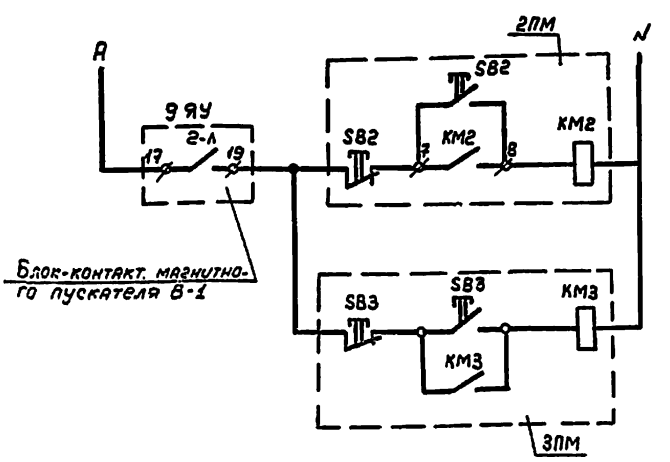 2ПМ
A
N
SB2
9ЯУ
2-Л
SB2
KM2
KM2
17
19
7
8
Блок-контакт магнитно-
го пускателя В-1
SB3
SB3
KM3
KM3
3ПМ